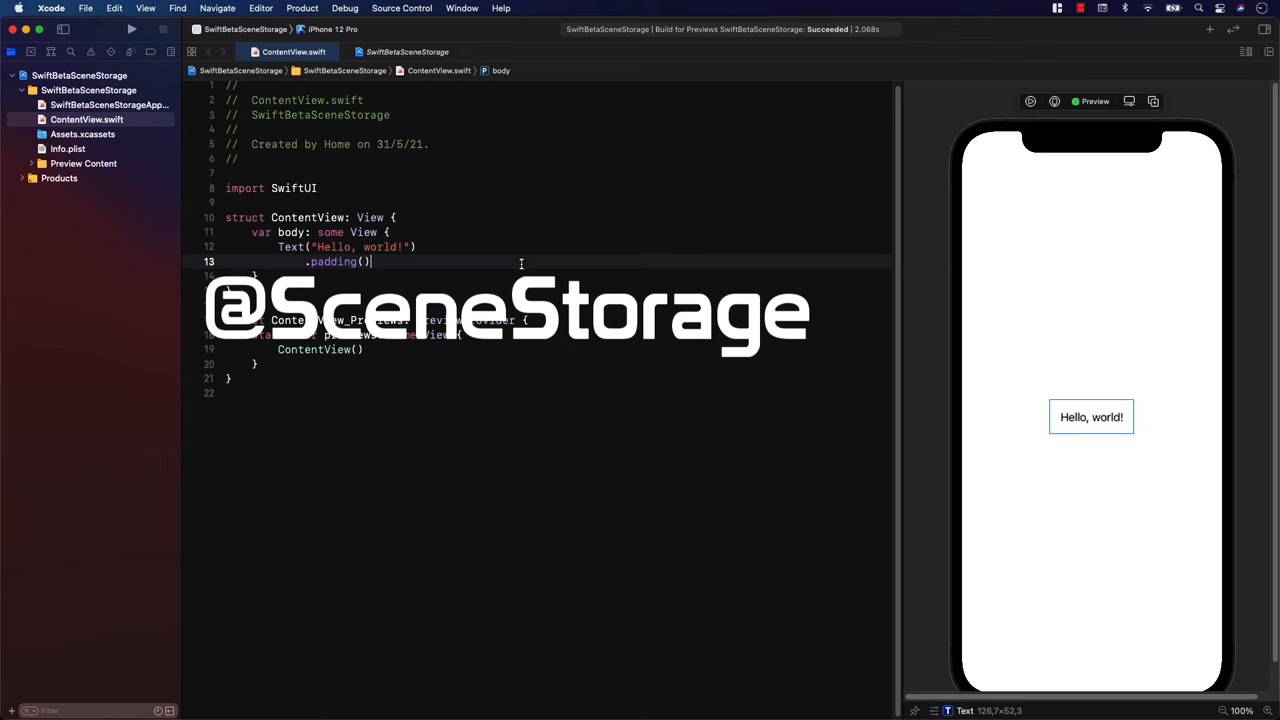 Xcode File Edit View Find Navigate Editor Product Debug Source Control Window Help
SwiftBetaSceneStorage iPhone 12 Pro SwiftBetaSceneStorage | Build for Previews SwiftBetaSceneStorage: Succeeded | 2.068s
ContentView.swift SwiftBetaSceneStorage
SwiftBetaSceneStorage SwiftBetaSceneStorage ContentView.swift body
SwiftBetaSceneStorage
SwiftBetaSceneStorage
SwiftBetaSceneStorageApp...
ContentView.swift
Assets.xcassets
Info.plist
Preview Content
Products
1 //
2 // ContentView.swift
3 // SwiftBetaSceneStorage
4 //
5 // Created by Home on 31/5/21.
6 //
7
8 import SwiftUI
9
10 struct ContentView: View {
11 var body: some View {
12 Text("Hello, world!")
13 .padding()
14 }
@SceneStorage
19 ContentView()
20 }
21 }
22
Preview
Hello, world!
Filter
T Text 126,7×52,3 100%